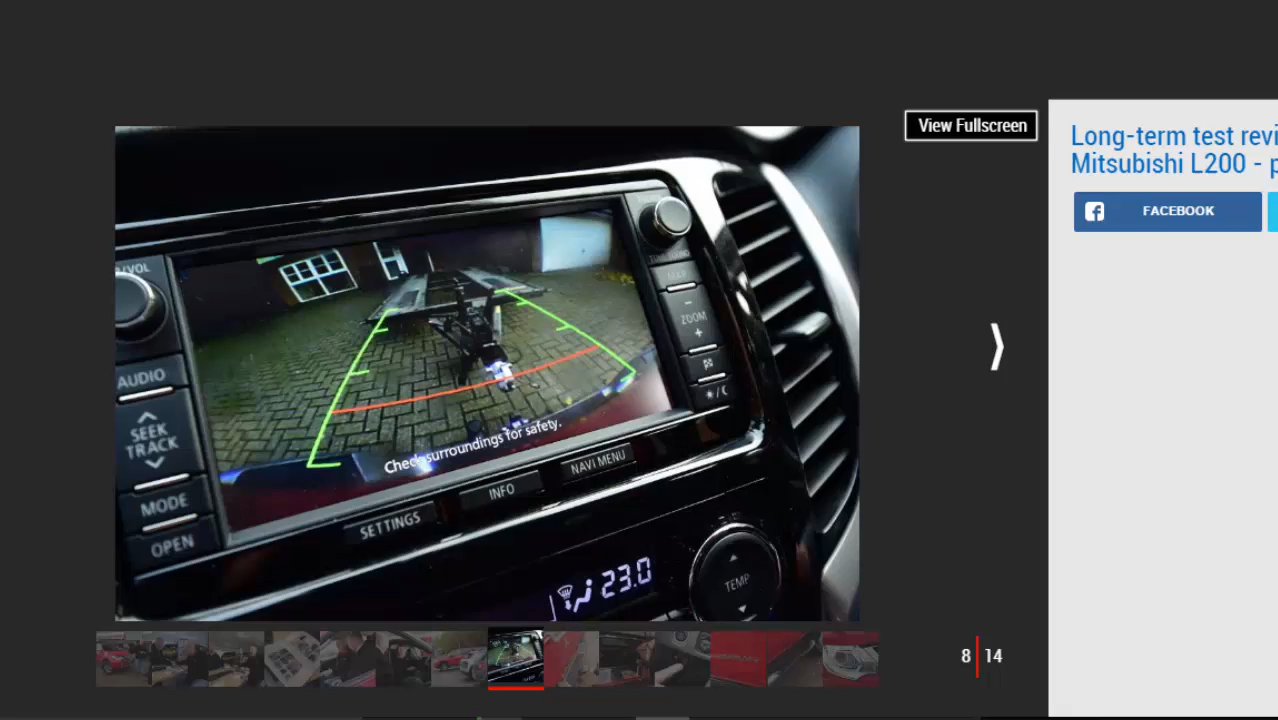 View Fullscreen
Long-term test revi
Mitsubishi L200 - p
FACEBOOK
/VOL
AUDIO
SEEK
TRACK
MODE
OPEN
ZOOM
Check surroundings for safety.
SETTINGS
INFO
NAVI MENU
23.0
TEMP
8 14